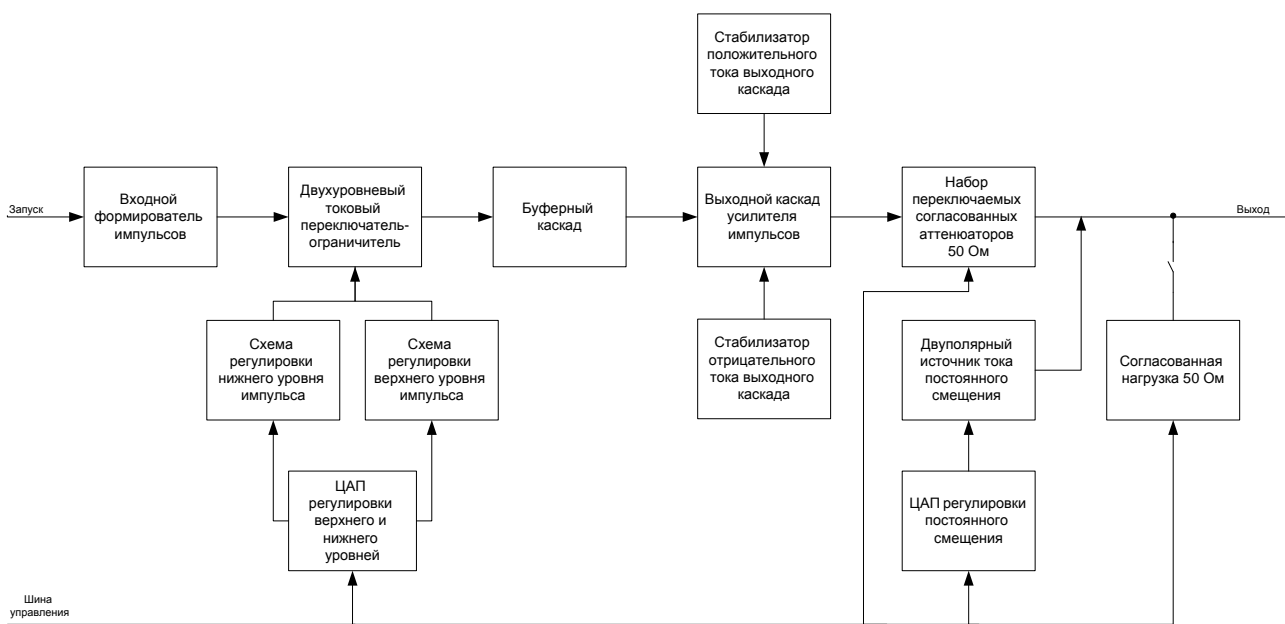 Стабилизатор
положительного
тока выходного
каскада
Запуск
Входной
формирователь
импульсов
Двухуровневый
токовый
переключатель-
ограничитель
Буферный
каскад
Выходной каскад
усилителя
импульсов
Набор
переключаемых
согласованных
аттенюаторов
50 Ом
Выход
Схема
регулировки
нижнего уровня
импульса
Схема
регулировки
верхнего уровня
импульса
Стабилизатор
отрицательного
тока выходного
каскада
Двуполярный
источник тока
постоянного
смещения
Согласованная
нагрузка 50 Ом
ЦАП
регулировки
верхнего и
нижнего
уровней
ЦАП регулировки
постоянного
смещения
Шина
управления